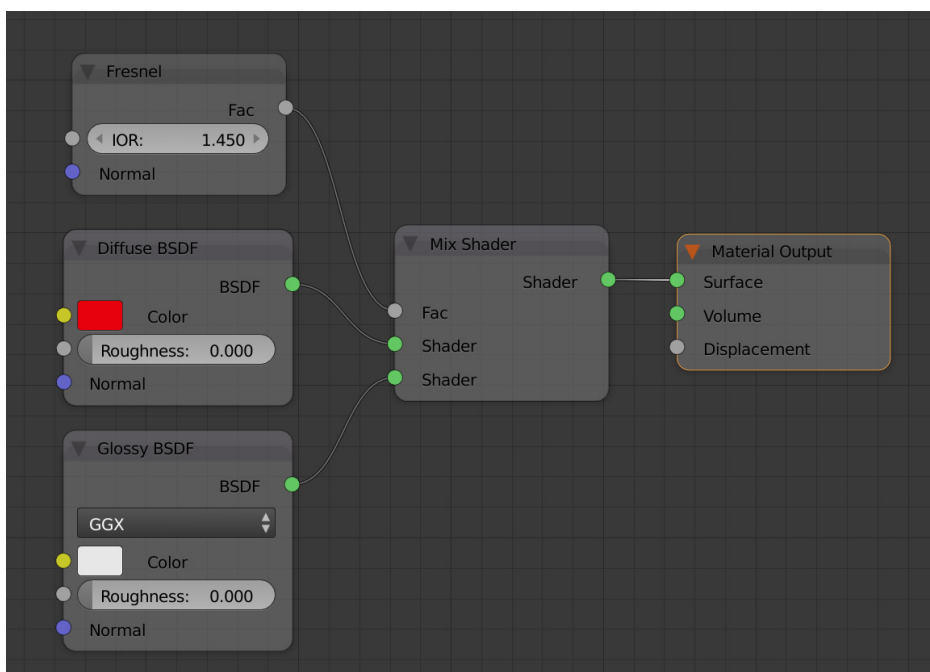 Fresnel
Fac
IOR: 1.450
Normal
Diffuse BSDF
BSDF
Color
Roughness: 0.000
Normal
Glossy BSDF
BSDF
GGX
Color
Roughness: 0.000
Normal
Mix Shader
Shader
Fac
Shader
Shader
Material Output
Surface
Volume
Displacement